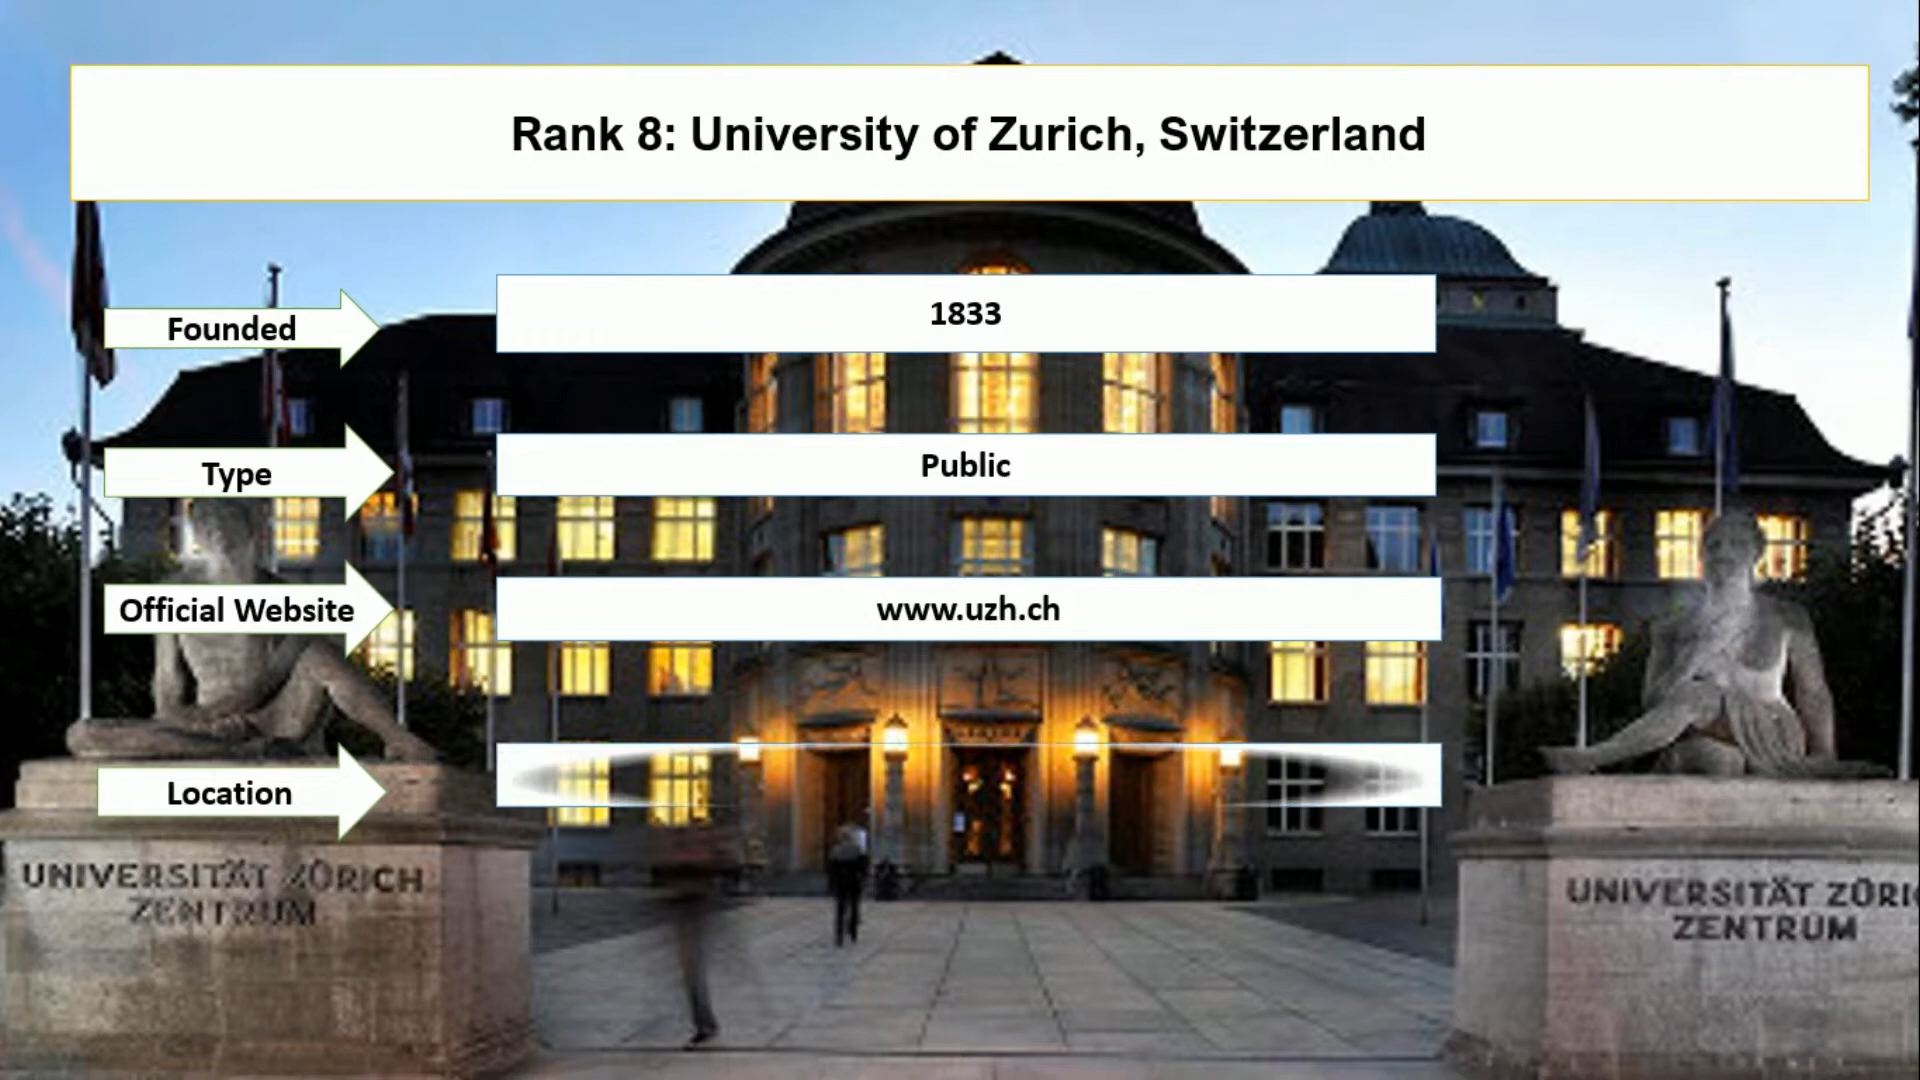 Rank 8: University of Zurich, Switzerland
Founded
1833
Type
Public
Official Website
www.uzh.ch
Location
UNIVERSITÄT ZÜRICH
ZENTRUM
UNIVERSITÄT ZÜRI
ZENTRUM